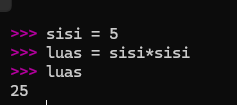 >>> sisi = 5
>>> luas = sisi*sisi
>>> luas
25